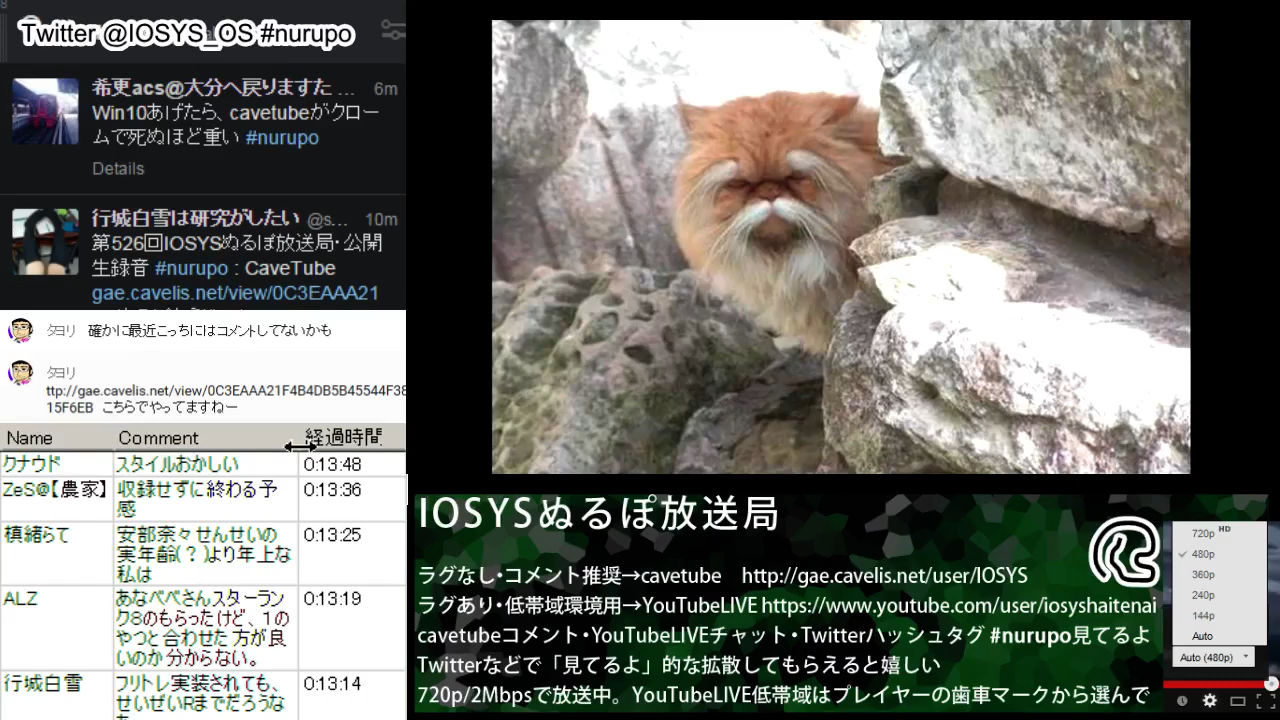 Twitter @IOSYS_OS #nurupo
希更acs@大分へ戻りますた ... 6m
Win10あげたら、cavetubeがクロー
ムで死ぬほど重い #nurupo
Details
行城白雪は研究がしたい @s... 10m
第526回IOSYSぬるぽ放送局・公開
生録音 #nurupo : CaveTube
gae.cavelis.net/view/0C3EAAA21
タヨリ 確かに最近こっちにはコメントしてないかも
タヨリ
ttp://gae.cavelis.net/view/0C3EAAA21F4B4DB5B45544F38
15F6EB こちらでやってますねー
Name Comment 経過時間
クナウド スタイルおかしい 0:13:48
ZeS@【農家】 収録せずに終わる予 0:13:36
感
槙緒らて 安部奈々せんせいの 0:13:25
実年齢(?)より年上な
私は
ALZ あなぺぺさんスターラン 0:13:19
ク8のもらったけど、1の
やつと合わせた方が良
いのか分からない。
行城白雪 フリトレ実装されても、 0:13:14
せいぜいRまでだろうな
IOSYSぬるぽ放送局
ラグなし・コメント推奨→cavetube http://gae.cavelis.net/user/IOSYS
ラグあり・低帯域環境用→YouTubeLIVE https://www.youtube.com/user/iosyshaitenai
cavetubeコメント・YouTubeLIVEチャット・Twitterハッシュタグ #nurupo見てるよ
Twitterなどで「見てるよ」的な拡散してもらえると嬉しい
720p/2Mbpsで放送中。YouTubeLIVE低帯域はプレイヤーの歯車マークから選んで
720p HD
480p
360p
240p
144p
Auto
Auto (480p)